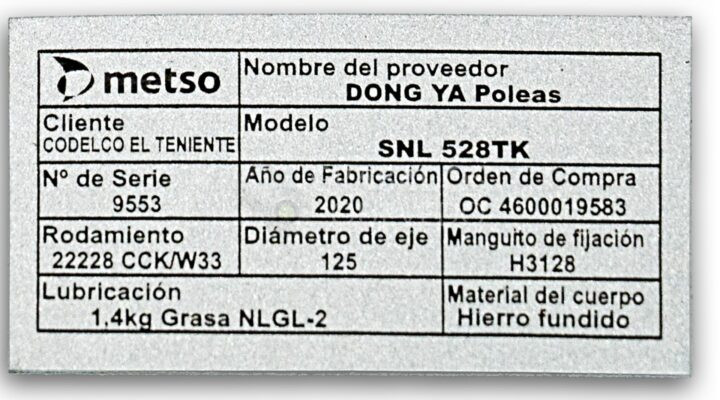 metso
Nombre del proveedor
DONG YA Poleas
Cliente
CODELCO EL TENIENTE
Modelo
SNL 528TK
Nº de Serie
9553
Año de Fabricación
2020
Orden de Compra
OC 4600019583
Rodamiento
22228 CCK/W33
Diámetro de eje
125
Manguito de fijación
H3128
Lubricación
1,4kg Grasa NLGL-2
Material del cuerpo
Hierro fundido